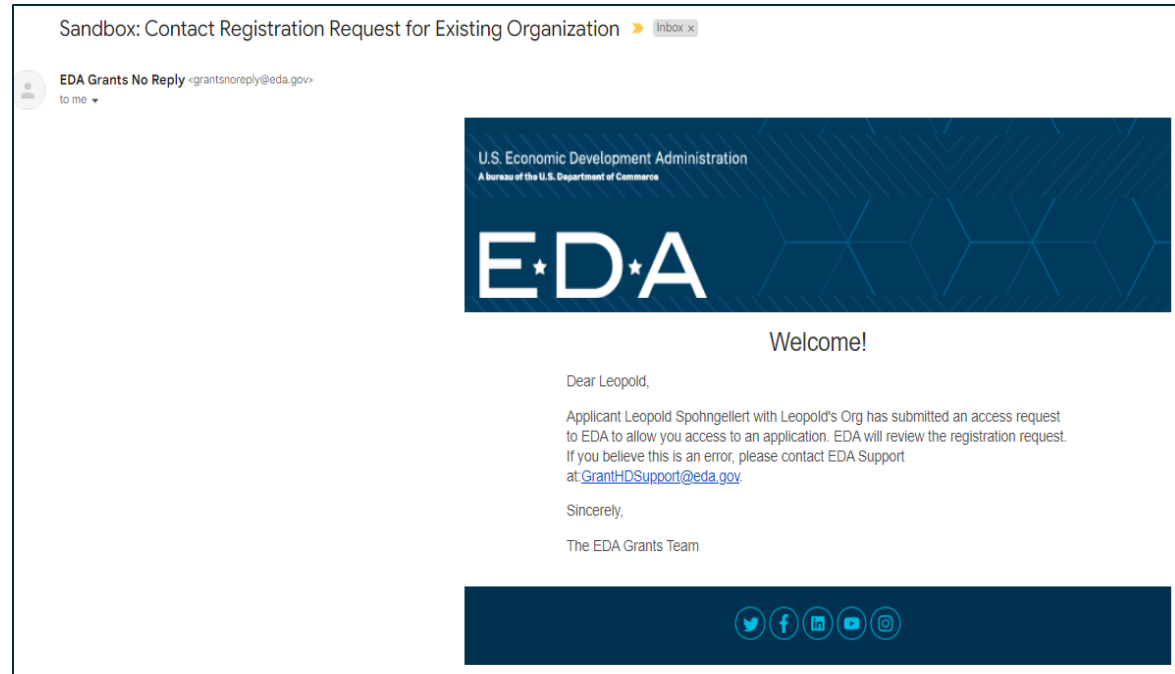 Sandbox: Contact Registration Request for Existing Organization Inbox ×
EDA Grants No Reply <grantsnoreply@eda.gov>
to me
U.S. Economic Development Administration
A bureau of the U.S. Department of Commerce
E★D★A
Welcome!
Dear Leopold,
Applicant Leopold Spohngellert with Leopold's Org has submitted an access request
to EDA to allow you access to an application. EDA will review the registration request.
If you believe this is an error, please contact EDA Support
at:GrantHDSupport@eda.gov.
Sincerely,
The EDA Grants Team